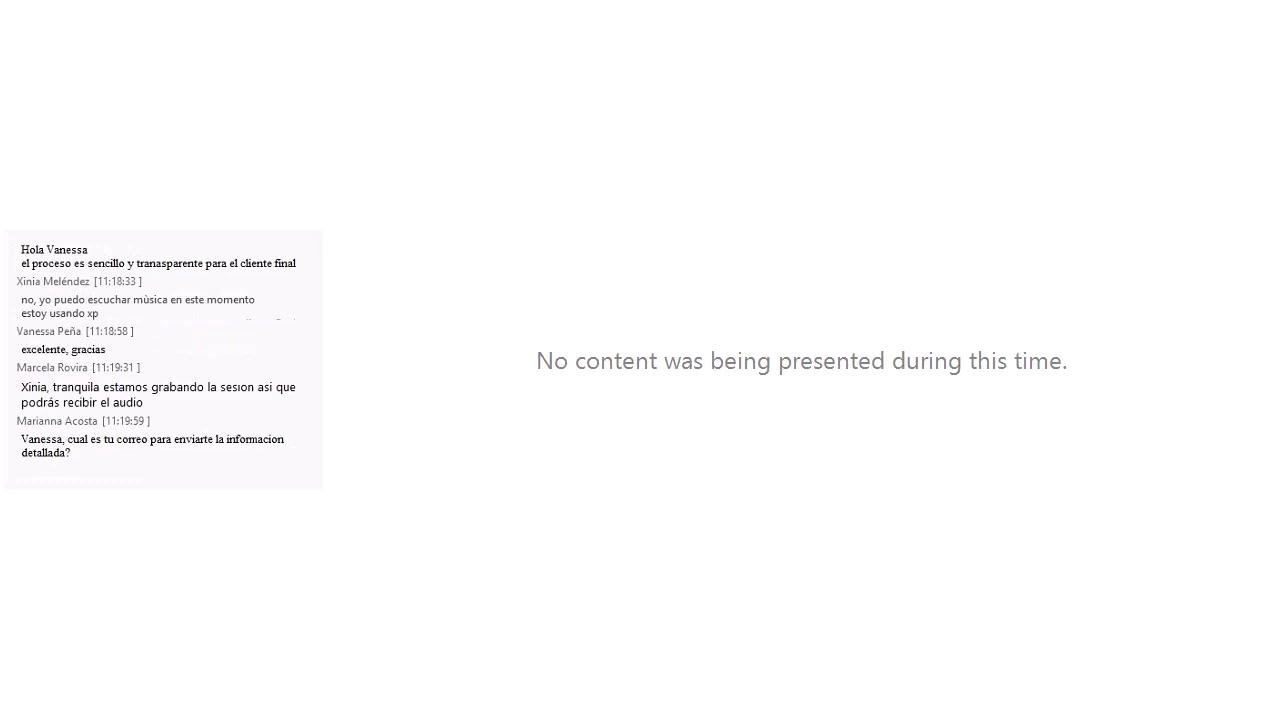 Hola Vanessa
el proceso es sencillo y tranasparente para el cliente final
Xinia Meléndez [11:18:33 ]
no, yo puedo escuchar mùsica en este momento
estoy usando xp
Vanessa Peña [11:18:58 ]
excelente, gracias
Marcela Rovira [11:19:31 ]
Xinia, tranquila estamos grabando la sesion asi que
podrás recibir el audio
Marianna Acosta [11:19:59 ]
Vanessa, cual es tu correo para enviarte la informacion
detallada?
No content was being presented during this time.